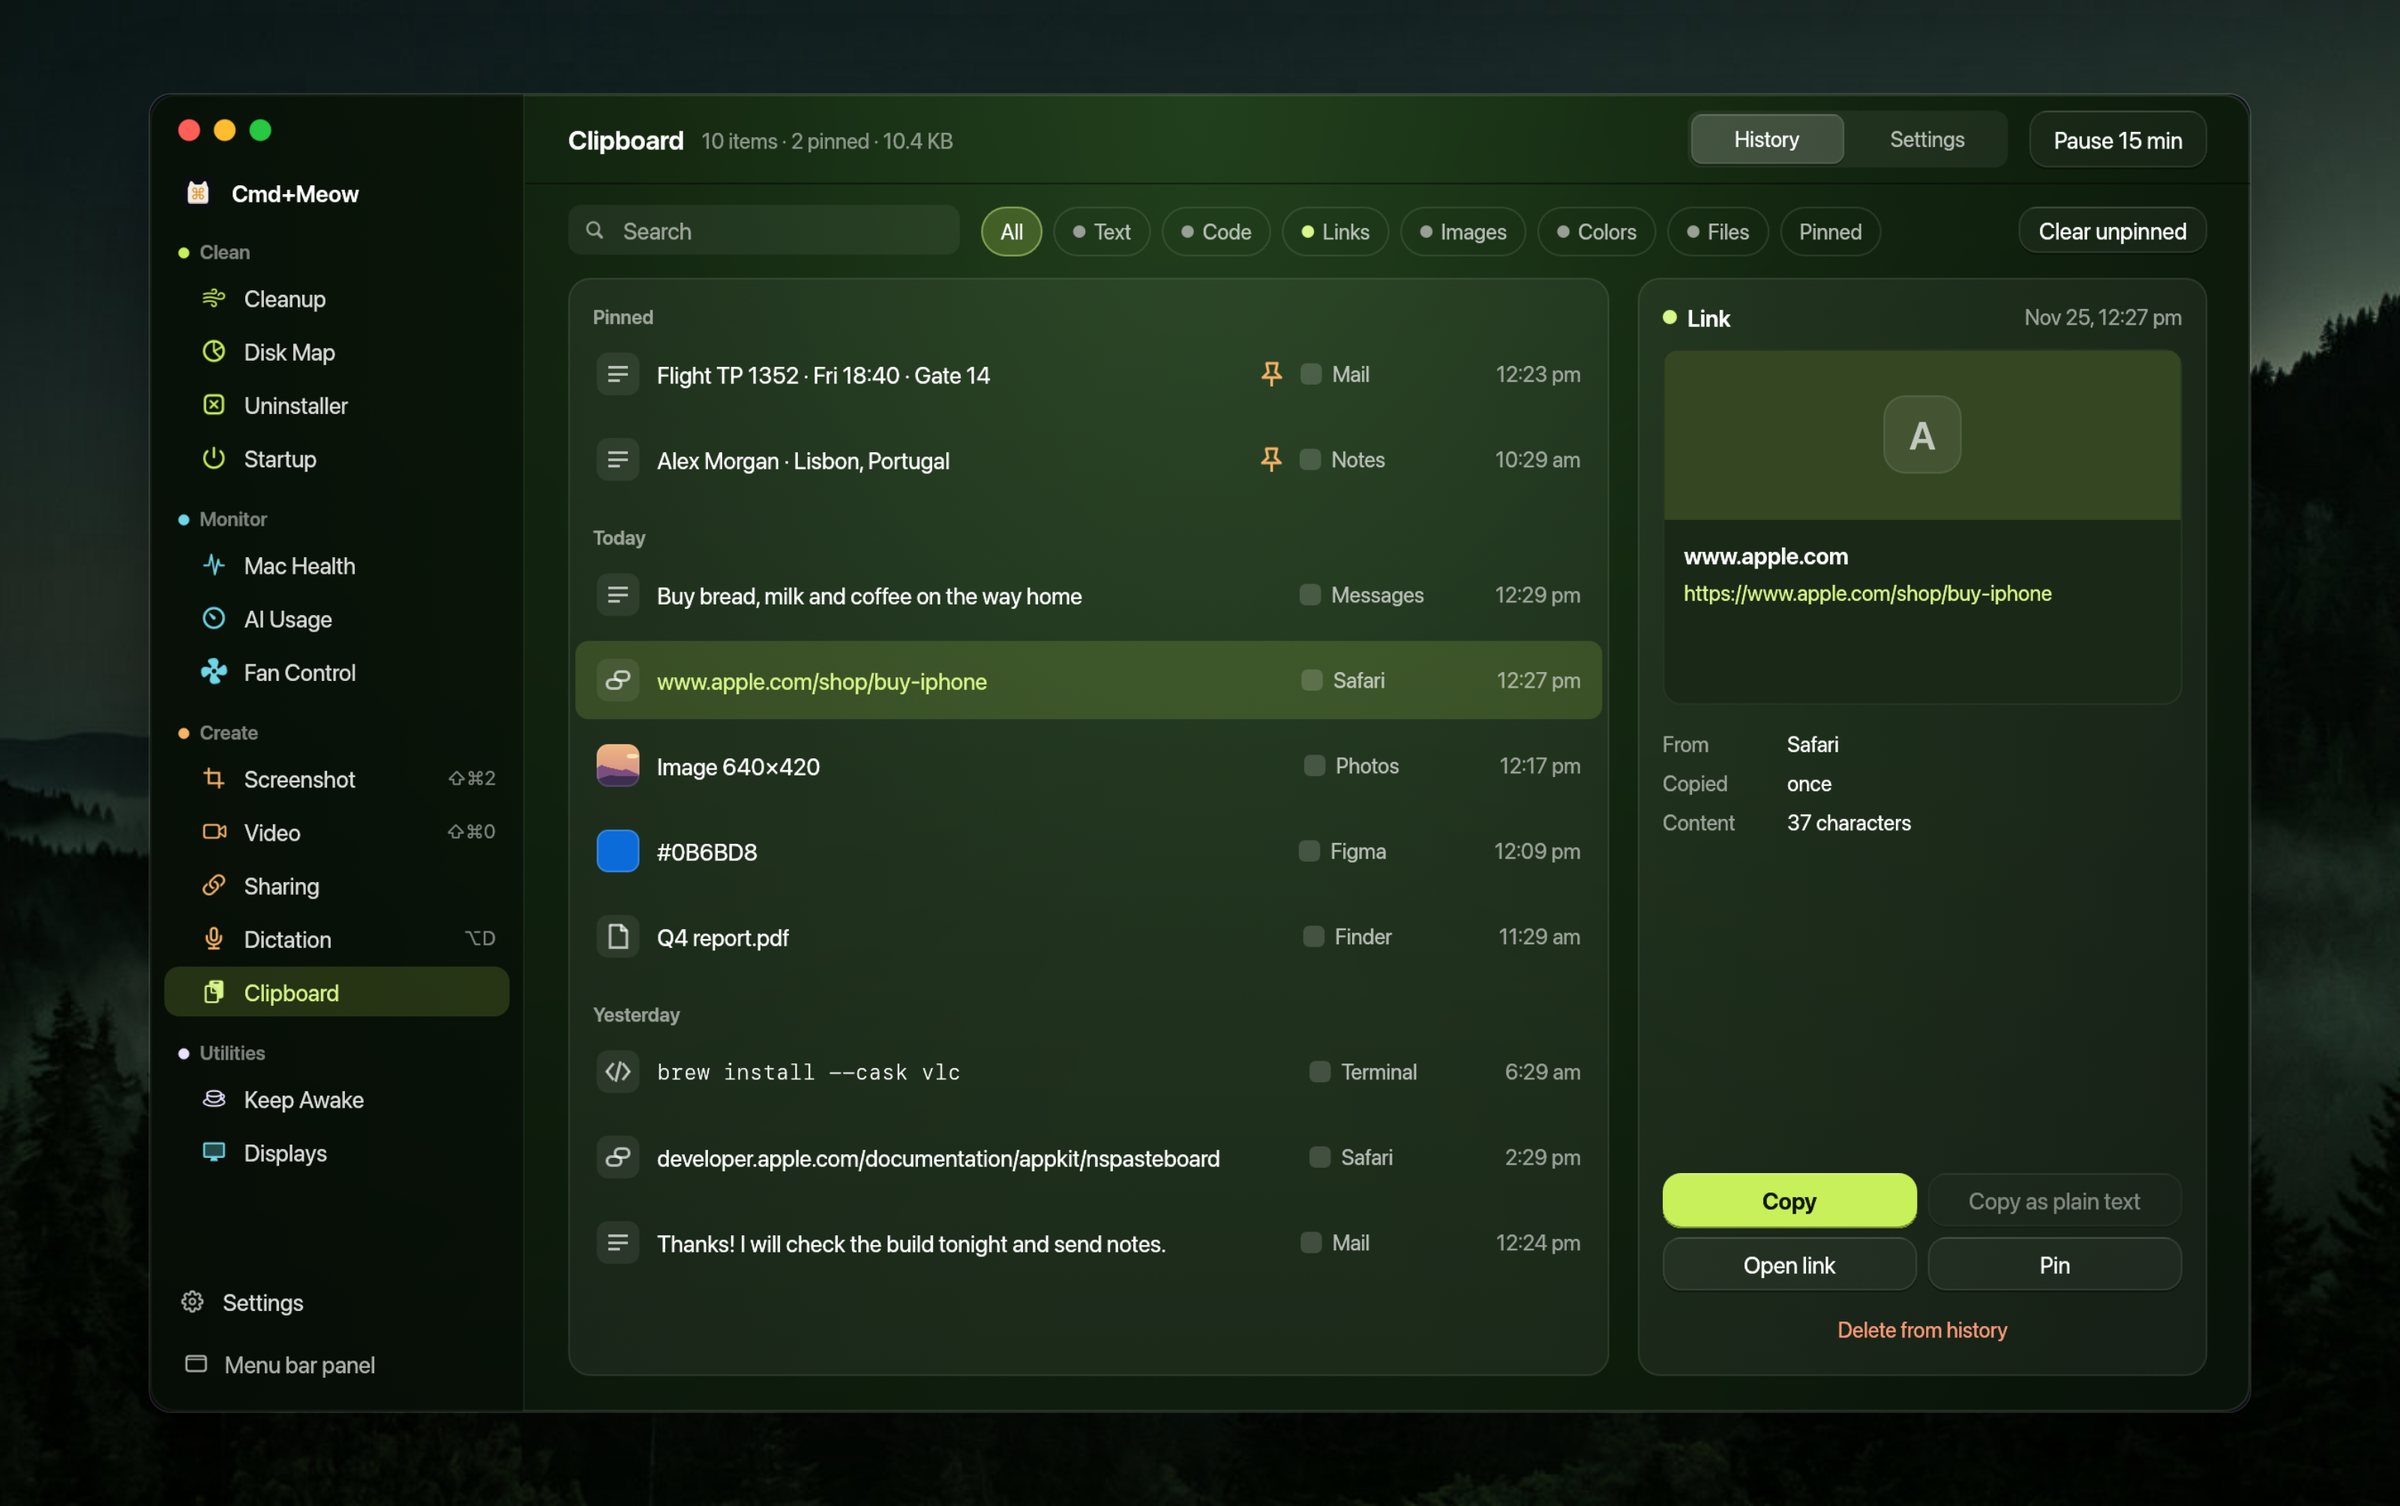 Cmd+Meow
Clean
Cleanup
Disk Map
Uninstaller
Startup
Monitor
Mac Health
AI Usage
Fan Control
Create
Screenshot ⇧⌘2
Video ⇧⌘0
Sharing
Dictation ⌥D
Clipboard
Utilities
Keep Awake
Displays
Settings
Menu bar panel
Clipboard 10 items · 2 pinned · 10.4 KB
History Settings Pause 15 min
Search All Text Code Links Images Colors Files Pinned Clear unpinned
Pinned
Flight TP 1352 · Fri 18:40 · Gate 14 Mail 12:23 pm
Alex Morgan · Lisbon, Portugal Notes 10:29 am
Today
Buy bread, milk and coffee on the way home Messages 12:29 pm
www.apple.com/shop/buy-iphone Safari 12:27 pm
Image 640×420 Photos 12:17 pm
#0B6BD8 Figma 12:09 pm
Q4 report.pdf Finder 11:29 am
Yesterday
brew install --cask vlc Terminal 6:29 am
developer.apple.com/documentation/appkit/nspasteboard Safari 2:29 pm
Thanks! I will check the build tonight and send notes. Mail 12:24 pm
Link Nov 25, 12:27 pm
A
www.apple.com
https://www.apple.com/shop/buy-iphone
From Safari
Copied once
Content 37 characters
Copy Copy as plain text
Open link Pin
Delete from history